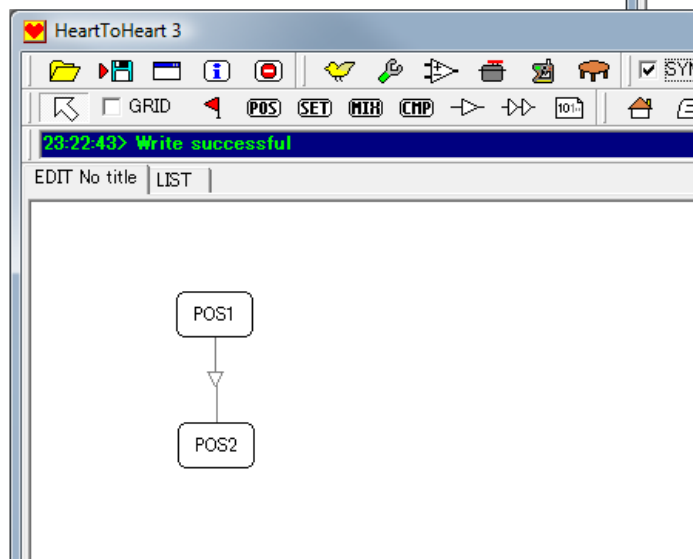 HeartToHeart 3
GRID POS SET MIX CMP 101..
23:22:43> Write successful
EDIT No title LIST
POS1
POS2